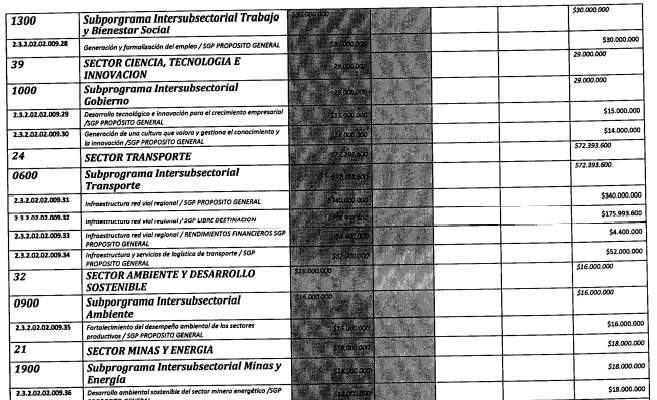 1300 Subporgrama Intersubsectorial Trabajo $30.000.000 $30.000.000
y Bienestar Social
2.3.2.02.02.009.28 Generación y formalización del empleo / SGP PROPOSITO GENERAL $30.000.000 $30.000.000
39 SECTOR CIENCIA, TECNOLOGIA E 29.000.000 29.000.000
INNOVACION
1000 Subprograma Intersubsectorial 29.000.000 29.000.000
Gobierno
2.3.2.02.02.009.29 Desarrollo tecnológico e innovación para el crecimiento empresarial $15.000.000 $15.000.000
/SGP PROPÓSITO GENERAL
2.3.2.02.02.009.30 Generación de una cultura que valora y gestiona el conocimiento y $14.000.000 $14.000.000
la innovación /SGP PROPOSITO GENERAL
24 SECTOR TRANSPORTE 572.393.600 572.393.600
0600 Subprograma Intersubsectorial 572.393.600 572.393.600
Transporte
2.3.2.02.02.009.31 Infraestructura red vial regional / SGP PROPOSITO GENERAL $340.000.000 $340.000.000
2.3.2.02.02.009.32 Infraestructura red vial regional / SGP LIBRE DESTINACION $175.993.600
2.3.2.02.02.009.33 Infraestructura red vial regional / RENDIMIENTOS FINANCIEROS SGP $4.400.000 $4.400.000
PROPOSITO GENERAL
2.3.2.02.02.009.34 Infraestructura y servicios de logística de transporte / SGP $52.000.000 $52.000.000
PROPOSITO GENERAL
32 SECTOR AMBIENTE Y DESARROLLO $16.000.000 $16.000.000
SOSTENIBLE
0900 Subporgrama Intersubsectorial $16.000.000 $16.000.000
Ambiente
2.3.2.02.02.009.35 Fortalecimiento del desempeño ambiental de los sectores $16.000.000 $16.000.000
productivos / SGP PROPOSITO GENERAL
21 SECTOR MINAS Y ENERGIA $18.000.000 $18.000.000
1900 Subprograma Intersubsectorial Minas y $18.000.000 $18.000.000
Energía
2.3.2.02.02.009.36 Desarrollo ambiental sostenible del sector minero energético /SGP $18.000.000 $18.000.000